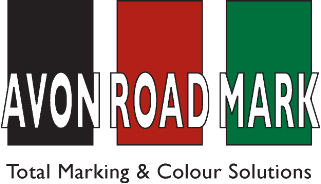 AVON ROAD MARK
Total Marking & Colour Solutions